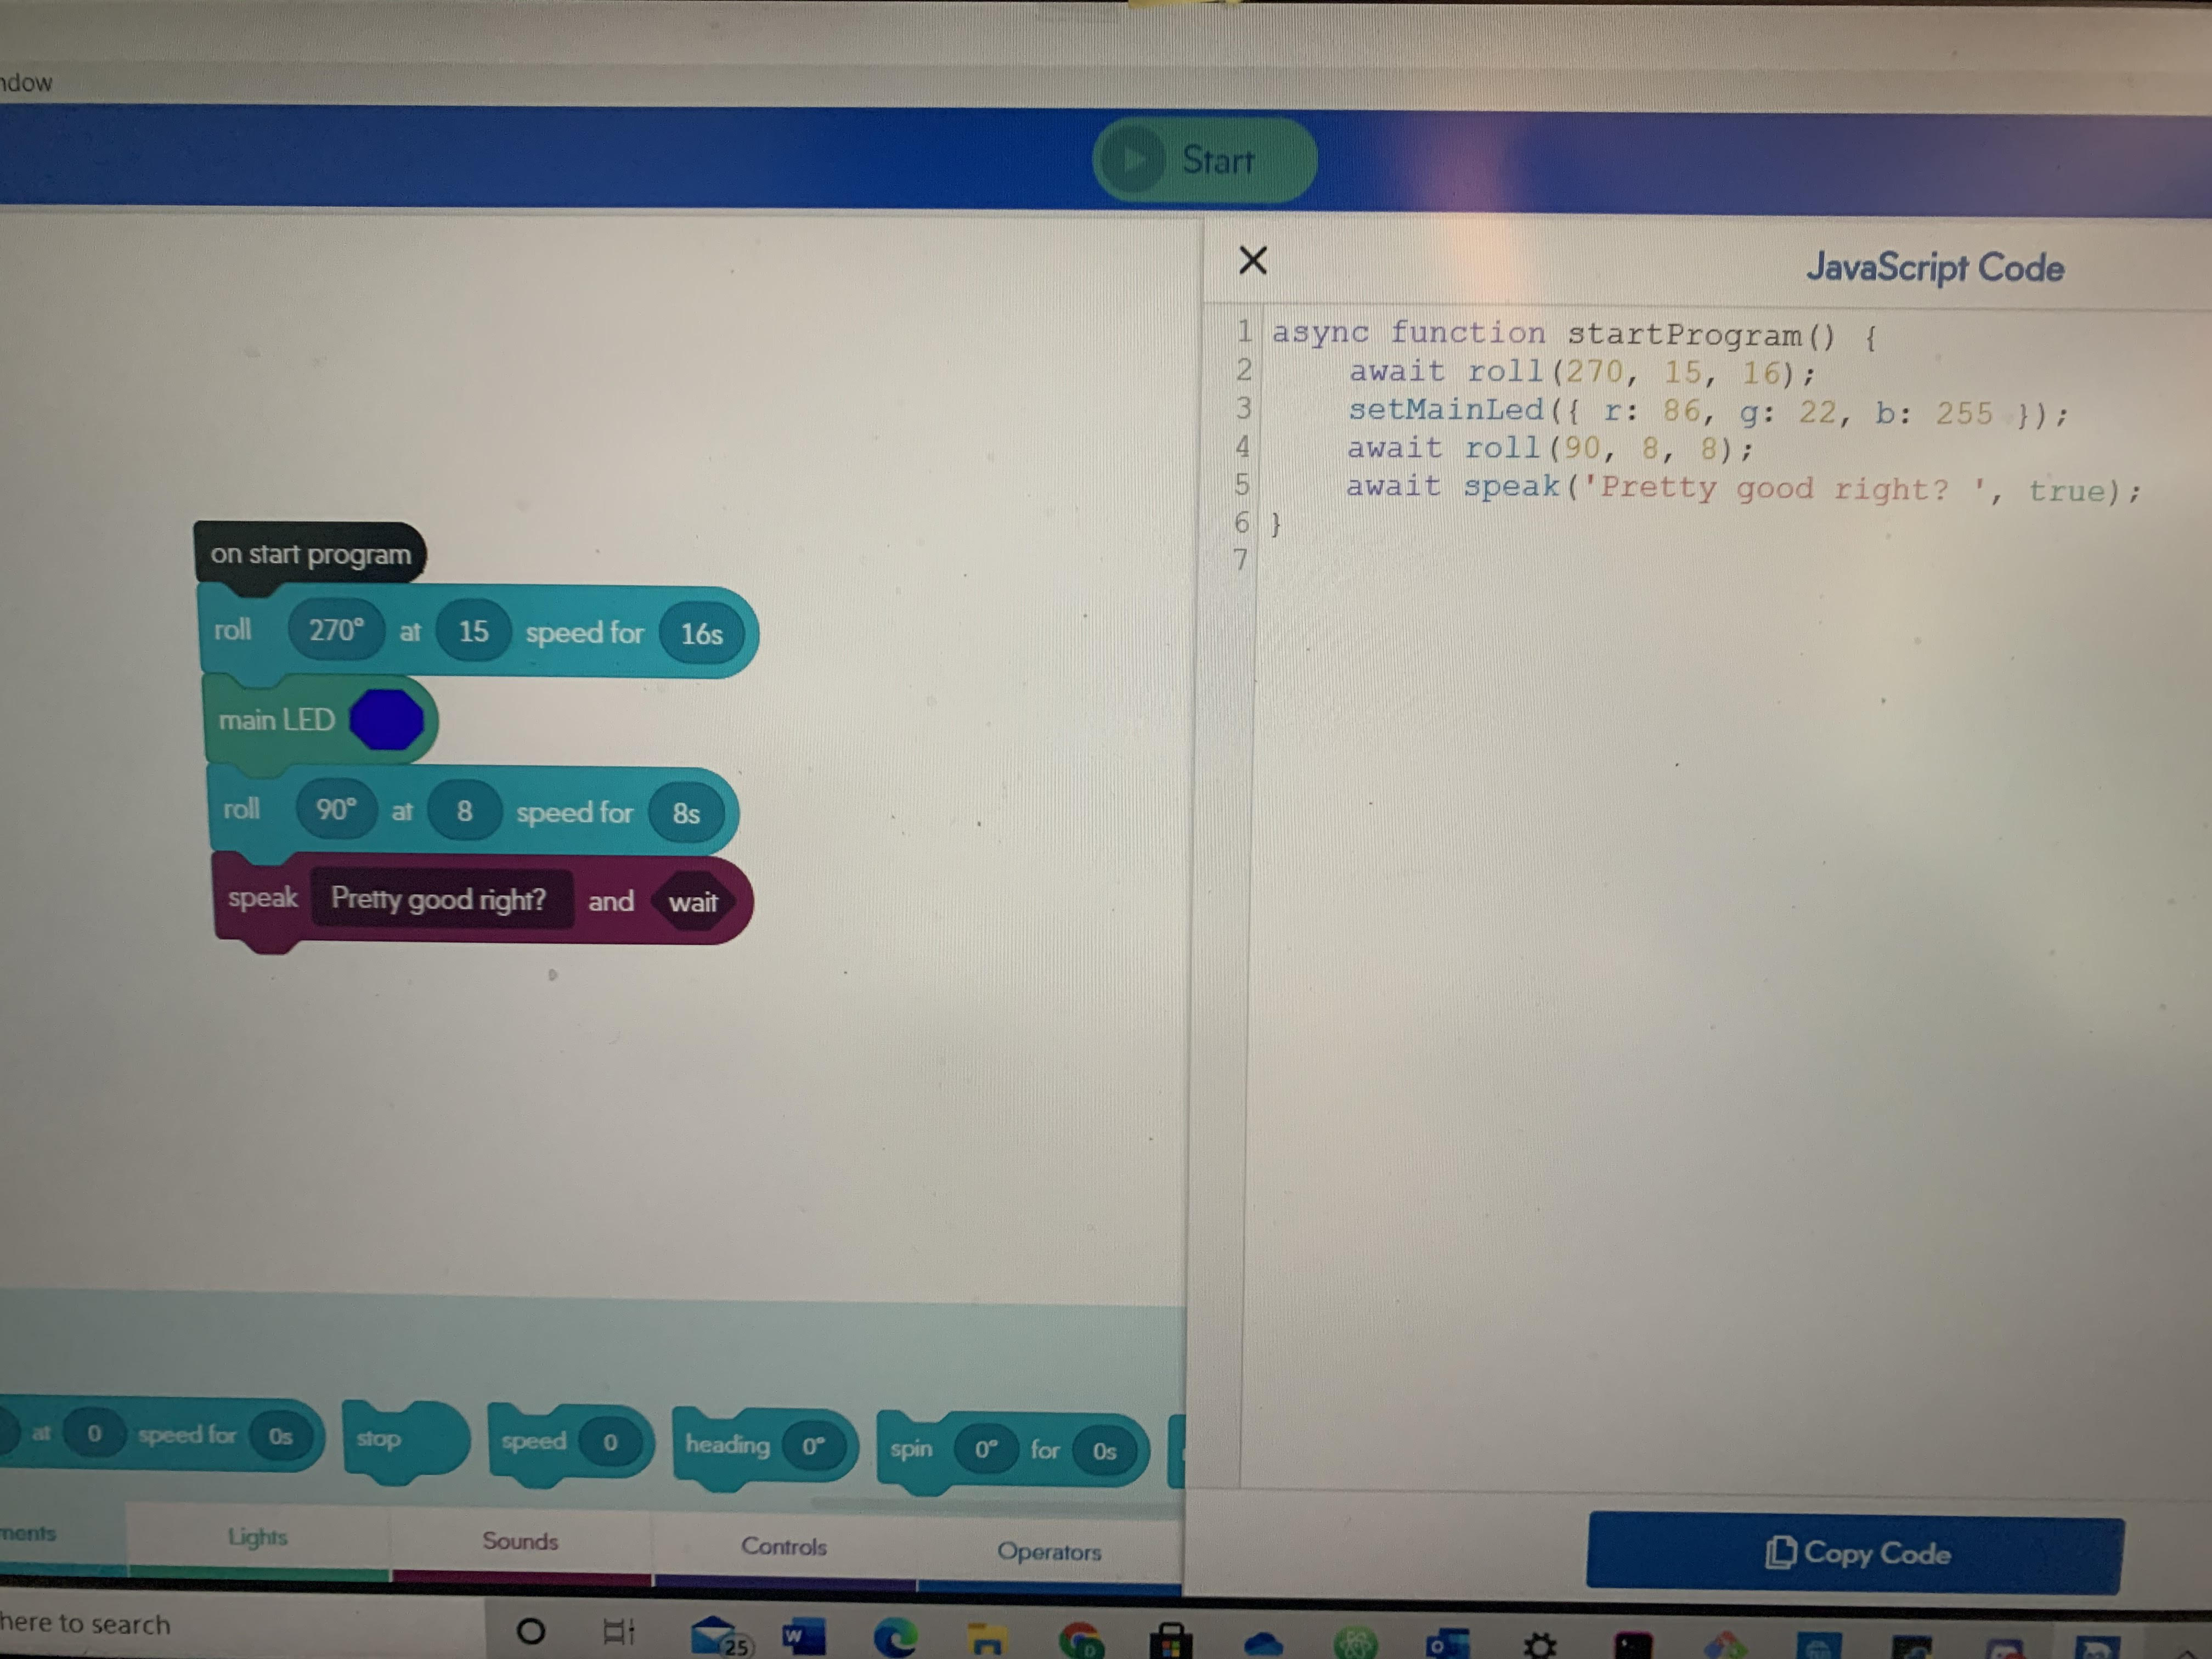 ndow
Start
JavaScript Code
1 async function startProgram() {
2 await roll(270, 15, 16);
3 setMainLed({ r: 86, g: 22, b: 255 });
4 await roll(90, 8, 8);
5 await speak('Pretty good right? ', true);
6 }
7
on start program
roll 270° at 15 speed for 16s
main LED
roll 90° at 8 speed for 8s
speak Pretty good right? and wait
at 0 speed for 0s
stop
speed 0
heading 0°
spin 0° for 0s
ments
Lights
Sounds
Controls
Operators
Copy Code
here to search
25
W
D
O